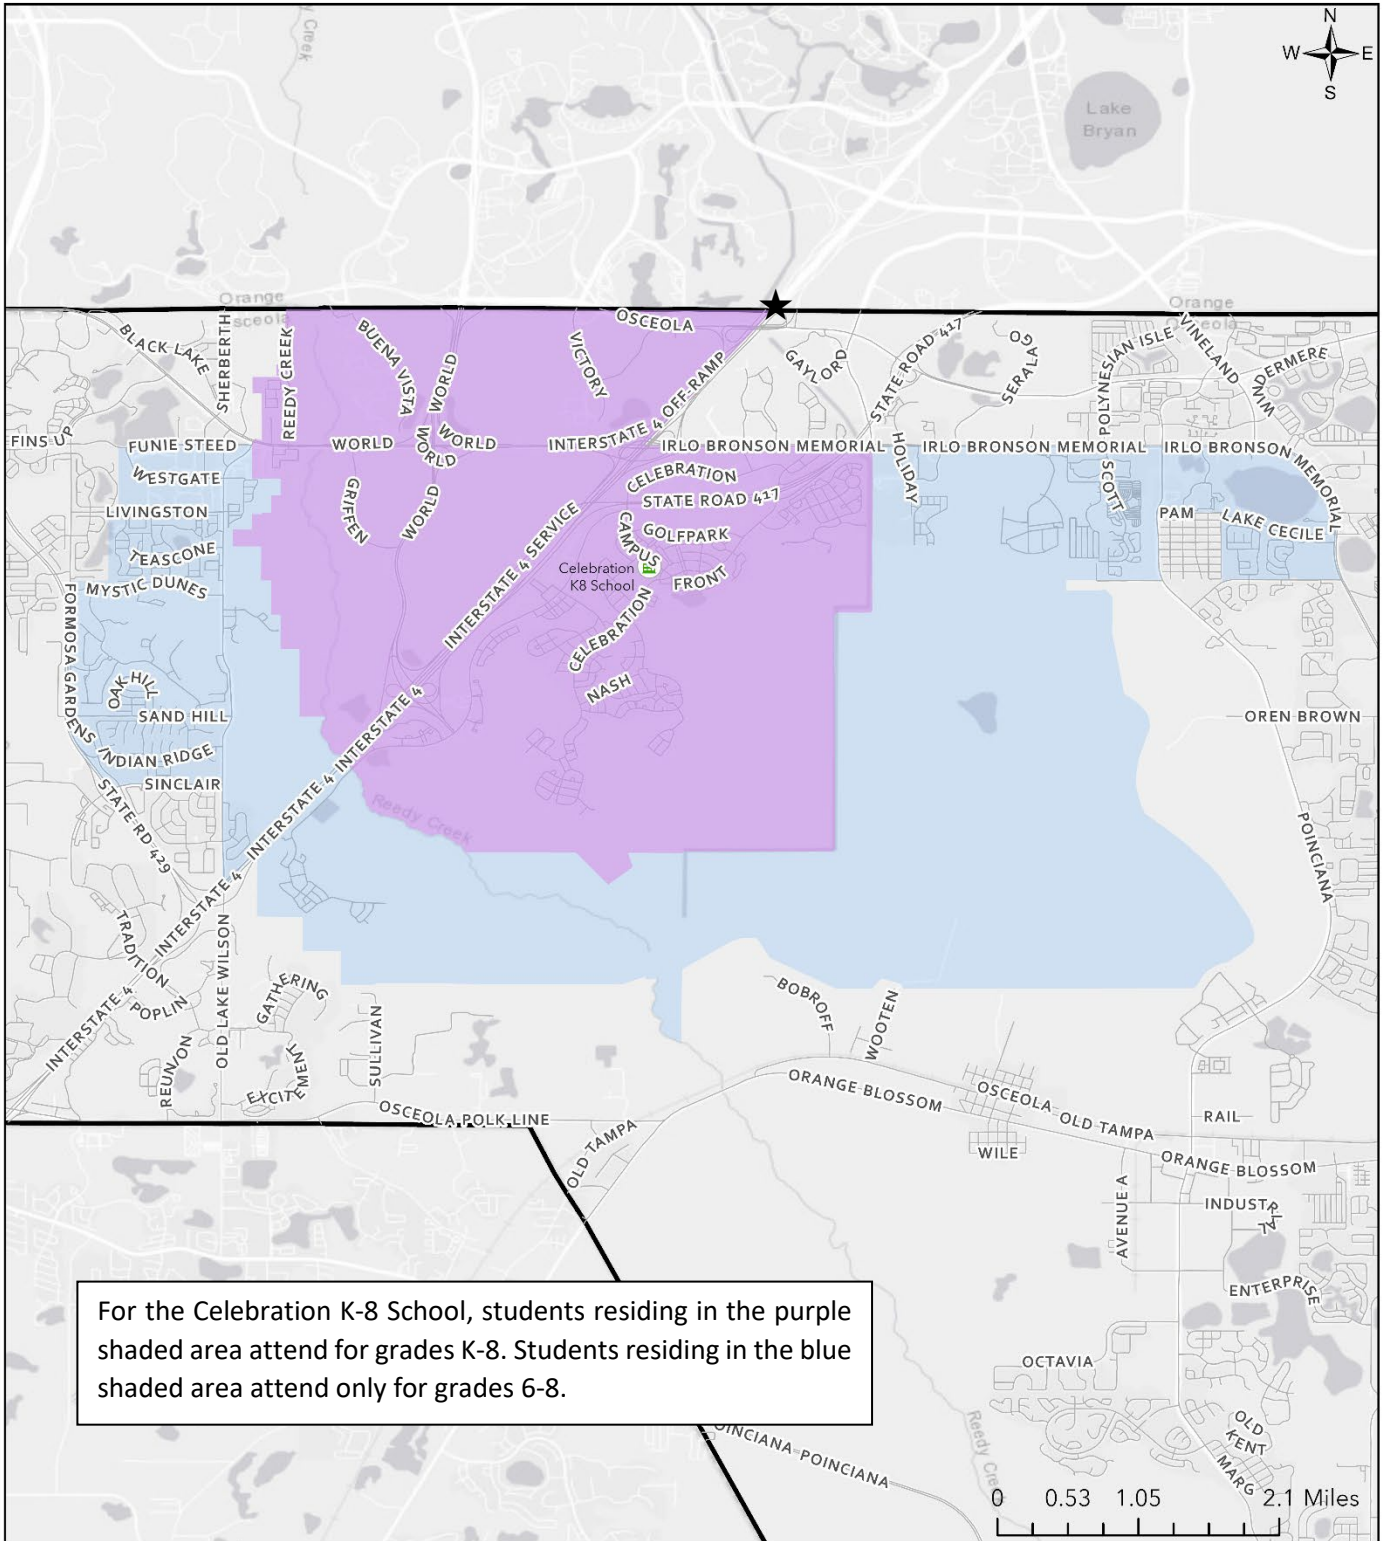 N
W E
S
Creek
Lake
Bryan
Orange
sceola
Orange
OSCEOLA
BLACK LAKE
SHERBERTH
REEDY CREEK
BUENA VISTA
WORLD
VICTORY
INTERSTATE 4 OFF-RAMP
GAYLORD
STATE ROAD 417
SERALAGO
POLYNESIAN ISLE
VINELAND
WINDERMERE
FINS UP
FUNIE STEED
WORLD
WORLD
WORLD
INTERSTATE 4
IRLO BRONSON MEMORIAL
HOLIDAY
IRLO BRONSON MEMORIAL
IRLO BRONSON MEMORIAL
WESTGATE
LIVINGSTON
TEASCONE
MYSTIC DUNES
GRIFFEN
WORLD
CELEBRATION
STATE ROAD 417
GOLFPARK
CAMPUS
Celebration
K8 School
FRONT
CELEBRATION
NASH
SCOTT
PAM
LAKE CECILE
INTERSTATE 4 SERVICE
FORMOSA GARDENS
OAK HILL
SAND HILL
INDIAN RIDGE
SINCLAIR
STATE RD 429
INTERSTATE 4
INTERSTATE 4
INTERSTATE 4
Reedy Creek
OREN BROWN
POINCIANA
INTERSTATE 4
TRADITION
POPLIN
OLD LAKE WILSON
GATHERING
INTERSTATE 4
REUNION
EXCITEMENT
SULLIVAN
BOBROFF
WOOTEN
OSCEOLA POLK LINE
OLD TAMPA
ORANGE BLOSSOM
OSCEOLA
OLD TAMPA
WILE
RAIL
ORANGE BLOSSOM
AVENUE A
INDUSTRIAL
ENTERPRISE
For the Celebration K-8 School, students residing in the purple
shaded area attend for grades K-8. Students residing in the blue
shaded area attend only for grades 6-8.
OCTAVIA
OLD
KENT
MARG
POINCIANA
Reedy Creek
0 0.53 1.05 2.1 Miles